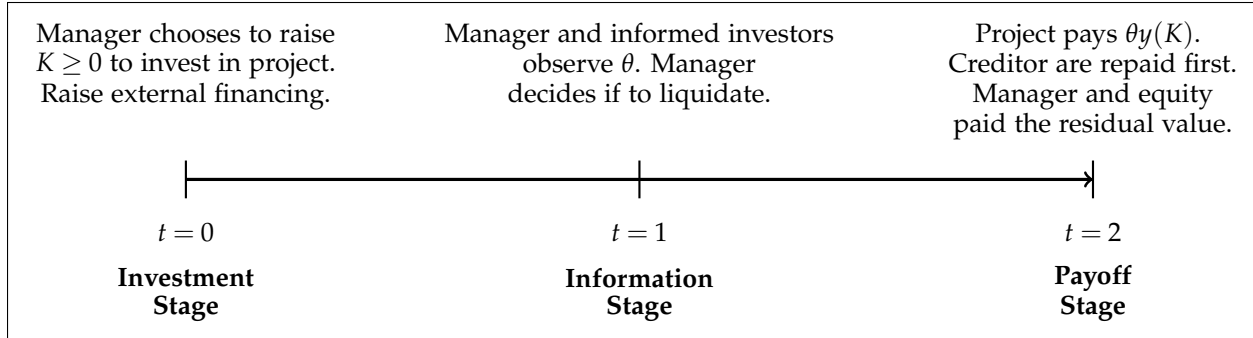 Manager chooses to raise
K ≥ 0 to invest in project.
Raise external financing.
Manager and informed investors
observe θ. Manager
decides if to liquidate.
Project pays θy(K).
Creditor are repaid first.
Manager and equity
paid the residual value.
t = 0
t = 1
t = 2
Investment
Stage
Information
Stage
Payoff
Stage